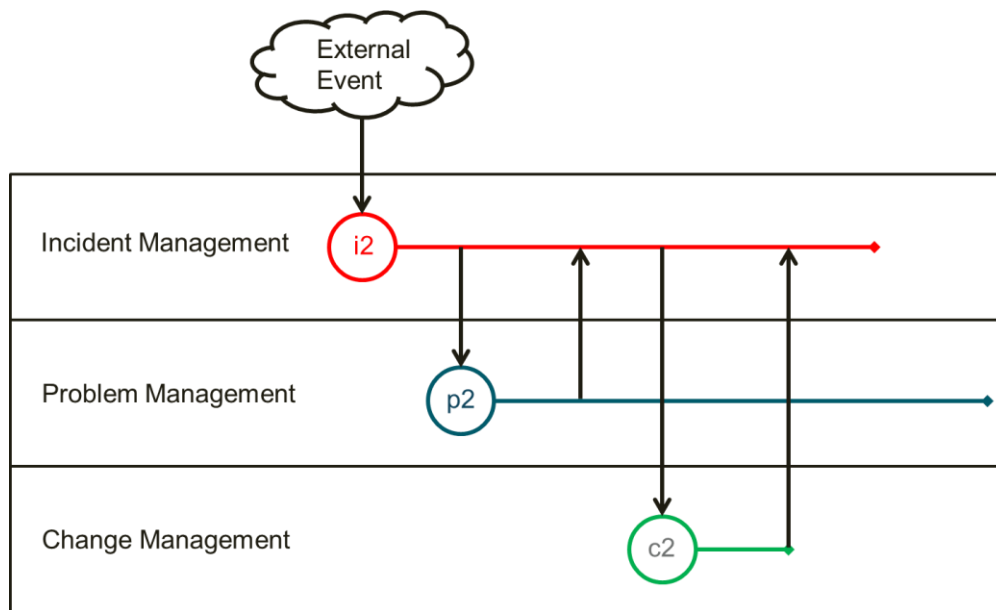 External
Event
Incident Management
i2
Problem Management
p2
Change Management
c2